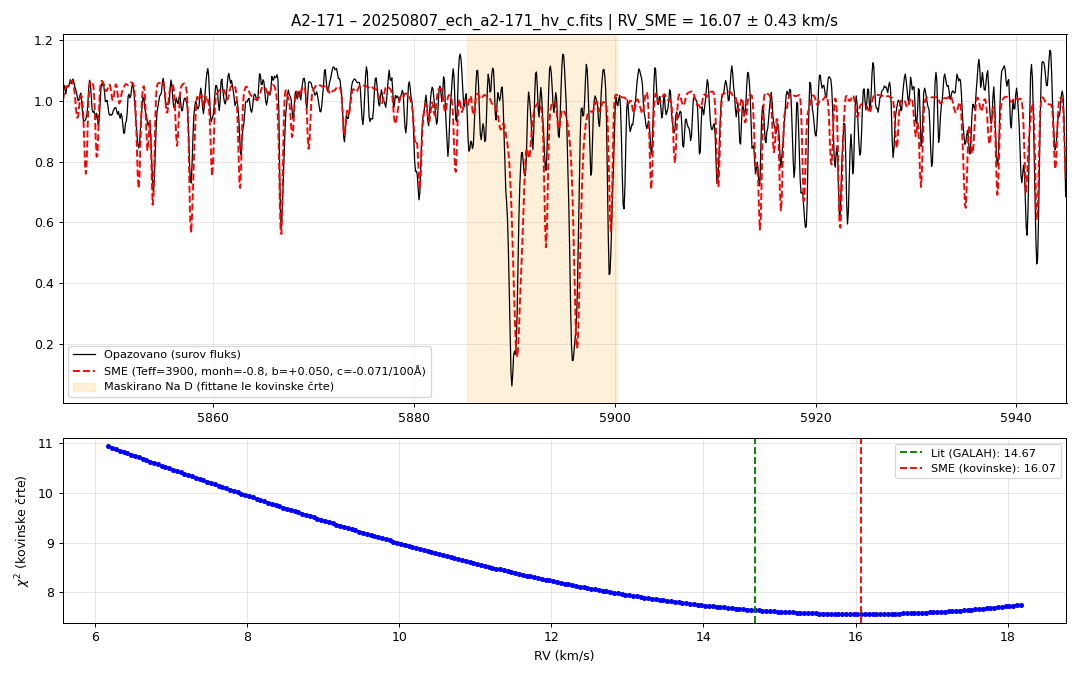 A2-171 – 20250807_ech_a2-171_hv_c.fits | RV_SME = 16.07 ± 0.43 km/s
1.2
1.0
0.8
0.6
0.4
0.2
Opazovano (surov fluks)
SME (Teff=3900, monh=-0.8, b=+0.050, c=-0.071/100Å)
Maskirano Na D (fittane le kovinske črte)
5860 5880 5900 5920 5940
11
10
9
8
χ² (kovinske črte)
Lit (GALAH): 14.67
SME (kovinske): 16.07
6 8 10 12 14 16 18
RV (km/s)